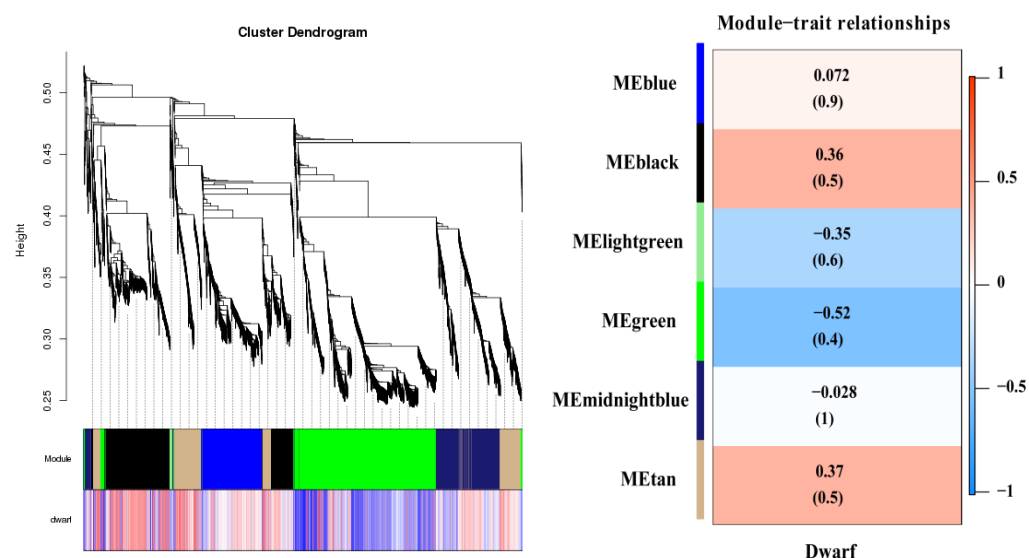 Cluster Dendrogram
Height
0.50
0.45
0.40
0.35
0.30
0.25
Module
dwarf
Module−trait relationships
MEblue
0.072
(0.9)
MEblack
0.36
(0.5)
MElightgreen
−0.35
(0.6)
MEgreen
−0.52
(0.4)
MEmidnightblue
−0.028
(1)
MEtan
0.37
(0.5)
Dwarf
1
0.5
0
−0.5
−1